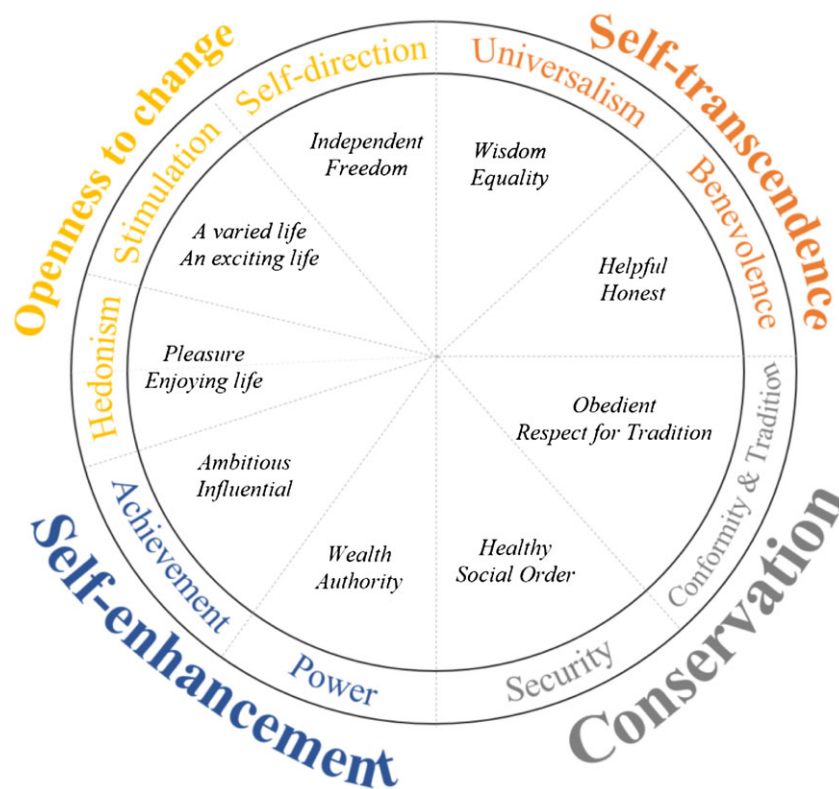 Openness to change
Self-transcendence
Self-direction
Universalism
Stimulation
Benevolence
Independent
Freedom
Wisdom
Equality
A varied life
An exciting life
Helpful
Honest
Hedonism
Pleasure
Enjoying life
Obedient
Respect for Tradition
Conformity & Tradition
Ambitious
Influential
Achievement
Wealth
Authority
Healthy
Social Order
Power
Security
Self-enhancement
Conservation